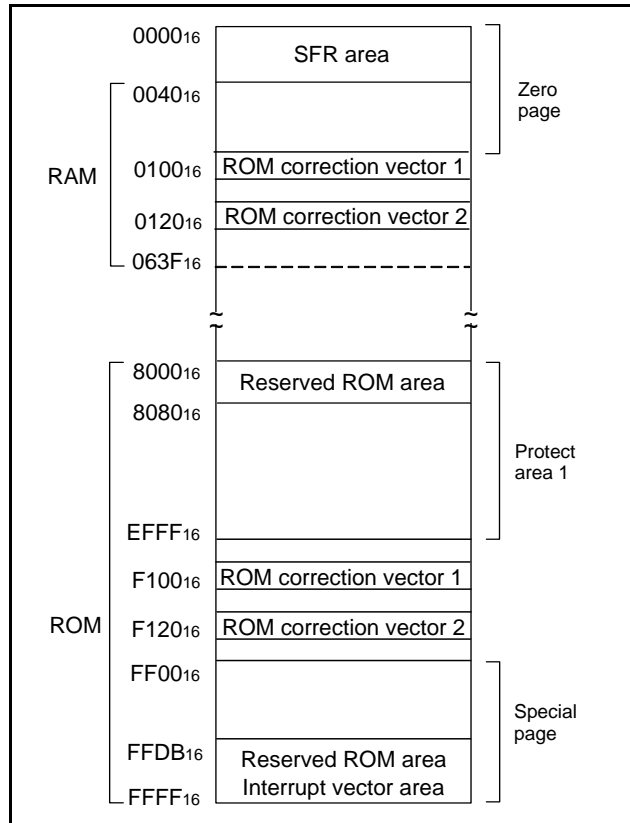 0000₁₆
SFR area
Zero
page
0040₁₆
RAM
0100₁₆
ROM correction vector 1
0120₁₆
ROM correction vector 2
063F₁₆
8000₁₆
Reserved ROM area
8080₁₆
Protect
area 1
EFFF₁₆
F100₁₆
ROM correction vector 1
ROM
F120₁₆
ROM correction vector 2
FF00₁₆
Special
page
FFDB₁₆
Reserved ROM area
Interrupt vector area
FFFF₁₆